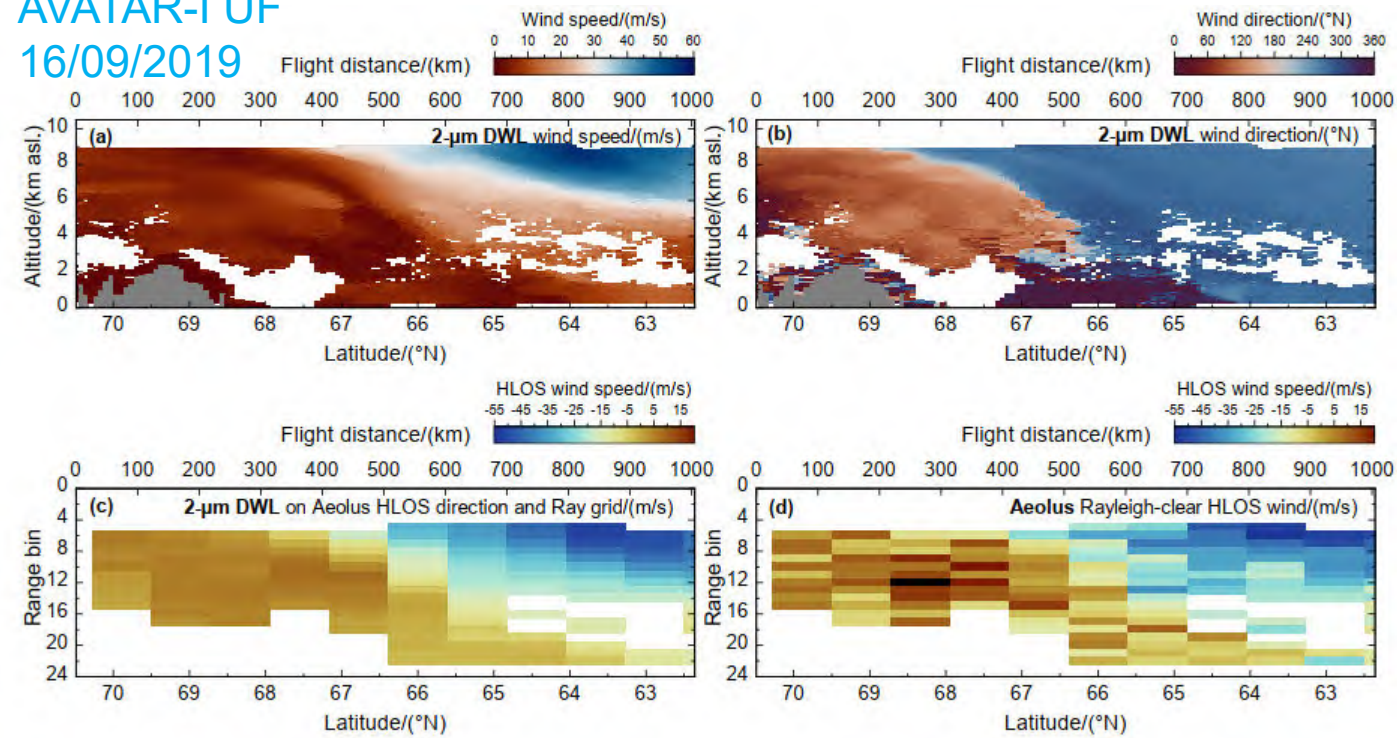 AVATAR-I UF
16/09/2019
Wind speed/(m/s)
0 10 20 30 40 50 60
Flight distance/(km)
0 100 200 300 400 500 600 700 800 900 1000
(a) 2-µm DWL wind speed/(m/s)
Altitude/(km asl.)
10
8
6
4
2
0
70 69 68 67 66 65 64 63
Latitude/(°N)
Wind direction/(°N)
0 60 120 180 240 300 360
Flight distance/(km)
0 100 200 300 400 500 600 700 800 900 1000
(b) 2-µm DWL wind direction/(°N)
Altitude/(km asl.)
10
8
6
4
2
0
70 69 68 67 66 65 64 63
Latitude/(°N)
HLOS wind speed/(m/s)
-55 -45 -35 -25 -15 -5 5 15
Flight distance/(km)
0 100 200 300 400 500 600 700 800 900 1000
(c) 2-µm DWL on Aeolus HLOS direction and Ray grid/(m/s)
Range bin
0
4
8
12
16
20
24
70 69 68 67 66 65 64 63
Latitude/(°N)
HLOS wind speed/(m/s)
-55 -45 -35 -25 -15 -5 5 15
Flight distance/(km)
0 100 200 300 400 500 600 700 800 900 1000
(d) Aeolus Rayleigh-clear HLOS wind/(m/s)
Range bin
0
4
8
12
16
20
24
70 69 68 67 66 65 64 63
Latitude/(°N)